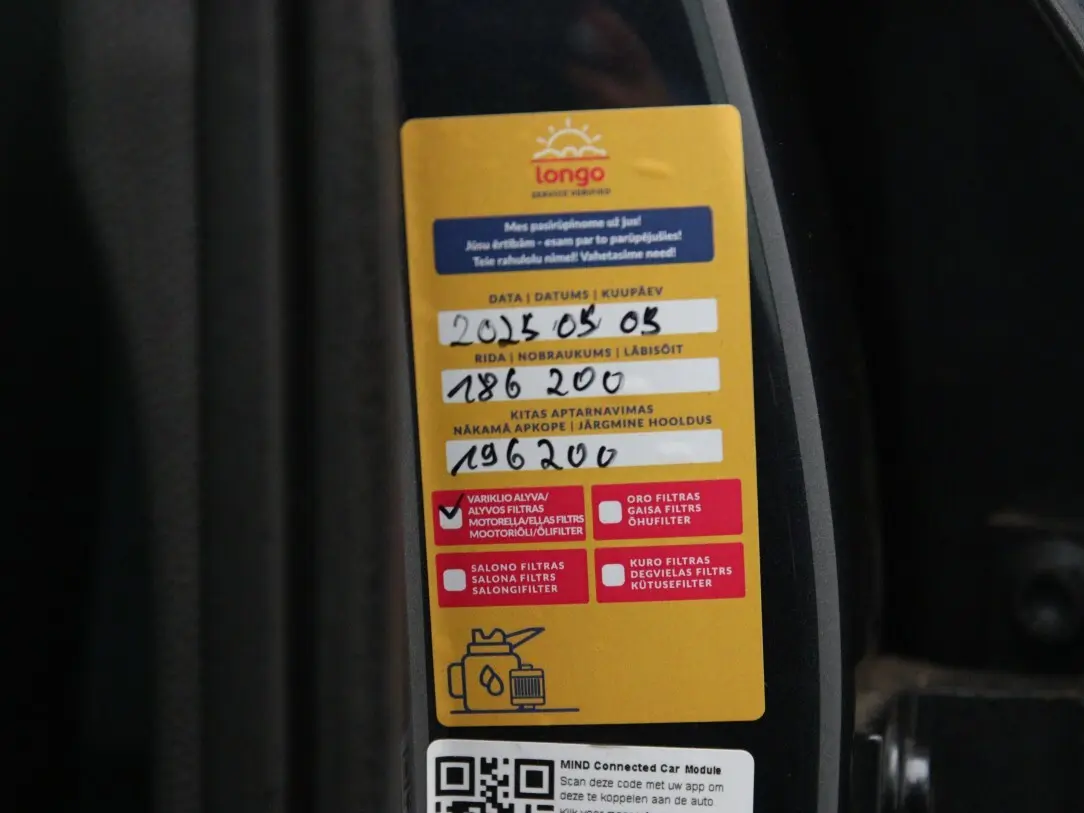 longo
SERVICE VERIFIED
Mes pasirūpinome už jus!
Jūsu ērtībām - esam par to parūpējušies!
Teie rahulolu nimel! Vahetasime need!
DATA | DATUMS | KUUPÄEV
2025 05 05
RIDA | NOBRAUKUMS | LÄBISÕIT
186 200
KITAS APTARNAVIMAS
NĀKAMĀ APKOPE | JÄRGMINE HOOLDUS
196200
VARIKLIO ALYVA/
ALYVOS FILTRAS
MOTOREĻĻA/EĻĻAS FILTRS
MOOTORIÕLI/ÕLIFILTER
ORO FILTRAS
GAISA FILTRS
ÕHUFILTER
SALONO FILTRAS
SALONA FILTRS
SALONGIFILTER
KURO FILTRAS
DEGVIELAS FILTRS
KÜTUSEFILTER
MIND Connected Car Module
Scan deze code met uw app om
deze te koppelen aan de auto